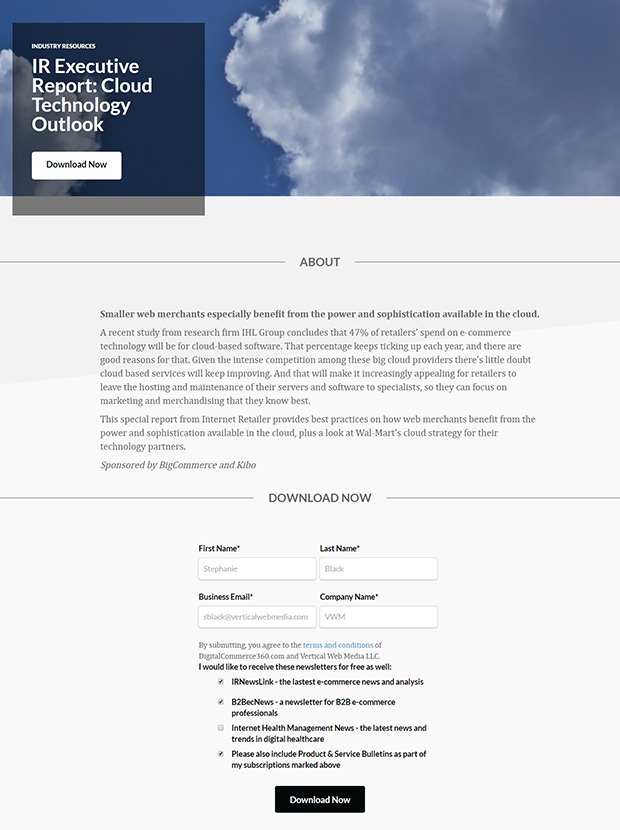 INDUSTRY RESOURCES
IR Executive
Report: Cloud
Technology
Outlook
Download Now
ABOUT
Smaller web merchants especially benefit from the power and sophistication available in the cloud.
A recent study from research firm IHL Group concludes that 47% of retailers’ spend on e-commerce
technology will be for cloud-based software. That percentage keeps ticking up each year, and there are
good reasons for that. Given the intense competition among these big cloud providers there’s little doubt
cloud based services will keep improving. And that will make it increasingly appealing for retailers to
leave the hosting and maintenance of their servers and software to specialists, so they can focus on
marketing and merchandising that they know best.
This special report from Internet Retailer provides best practices on how web merchants benefit from the
power and sophistication available in the cloud, plus a look at Wal-Mart’s cloud strategy for their
technology partners.
Sponsored by BigCommerce and Kibo
DOWNLOAD NOW
First Name* Last Name*
Stephanie Black
Business Email* Company Name*
sblack@verticalwebmedia.com VWM
By submitting, you agree to the terms and conditions of
DigitalCommerce360.com and Vertical Web Media LLC.
I would like to receive these newsletters for free as well:
IRNewsLink - the lastest e-commerce news and analysis
B2BecNews - a newsletter for B2B e-commerce
professionals
Internet Health Management News - the latest news and
trends in digital healthcare
Please also include Product & Service Bulletins as part of
my subscriptions marked above
Download Now